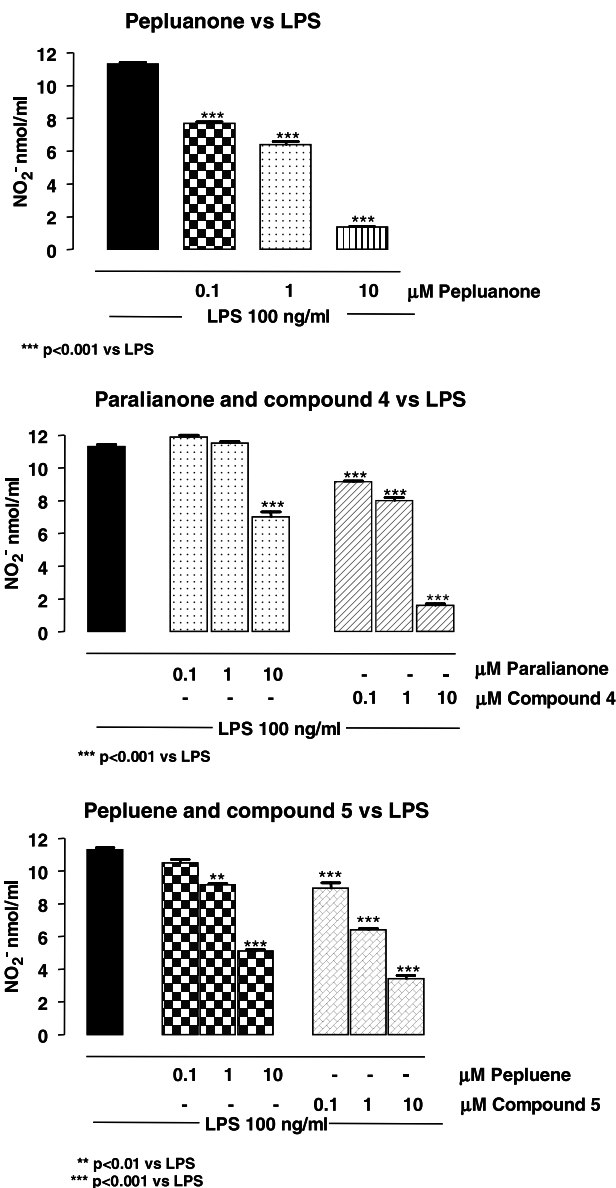 Pepluanone vs LPS
NO2- nmol/ml
12
10
8
6
4
2
0
***
***
***
0.1 1 10 μM Pepluanone
LPS 100 ng/ml
*** p<0.001 vs LPS
Paralianone and compound 4 vs LPS
NO2- nmol/ml
12
10
8
6
4
2
0
***
***
***
***
0.1 1 10 - - - μM Paralianone
- - - 0.1 1 10 μM Compound 4
LPS 100 ng/ml
*** p<0.001 vs LPS
Pepluene and compound 5 vs LPS
NO2- nmol/ml
12
10
8
6
4
2
0
**
***
***
***
***
0.1 1 10 - - - μM Pepluene
- - - 0.1 1 10 μM Compound 5
LPS 100 ng/ml
** p<0.01 vs LPS
*** p<0.001 vs LPS